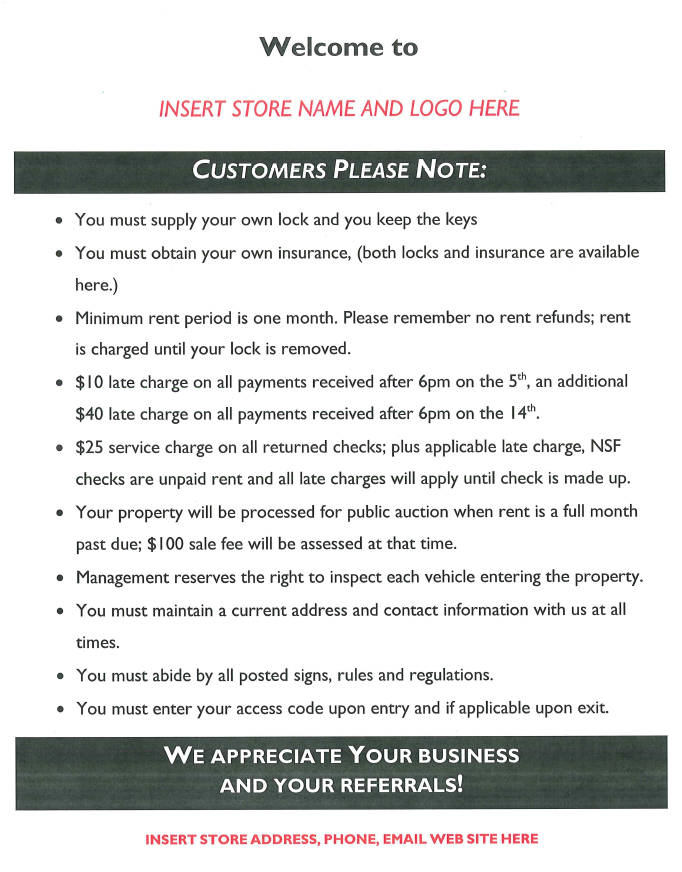 Welcome to
INSERT STORE NAME AND LOGO HERE
CUSTOMERS PLEASE NOTE:
• You must supply your own lock and you keep the keys
• You must obtain your own insurance, (both locks and insurance are available
here.)
• Minimum rent period is one month. Please remember no rent refunds; rent
is charged until your lock is removed.
• $10 late charge on all payments received after 6pm on the 5th, an additional
$40 late charge on all payments received after 6pm on the 14th.
• $25 service charge on all returned checks; plus applicable late charge, NSF
checks are unpaid rent and all late charges will apply until check is made up.
• Your property will be processed for public auction when rent is a full month
past due; $100 sale fee will be assessed at that time.
• Management reserves the right to inspect each vehicle entering the property.
• You must maintain a current address and contact information with us at all
times.
• You must abide by all posted signs, rules and regulations.
• You must enter your access code upon entry and if applicable upon exit.
WE APPRECIATE YOUR BUSINESS
AND YOUR REFERRALS!
INSERT STORE ADDRESS, PHONE, EMAIL WEB SITE HERE